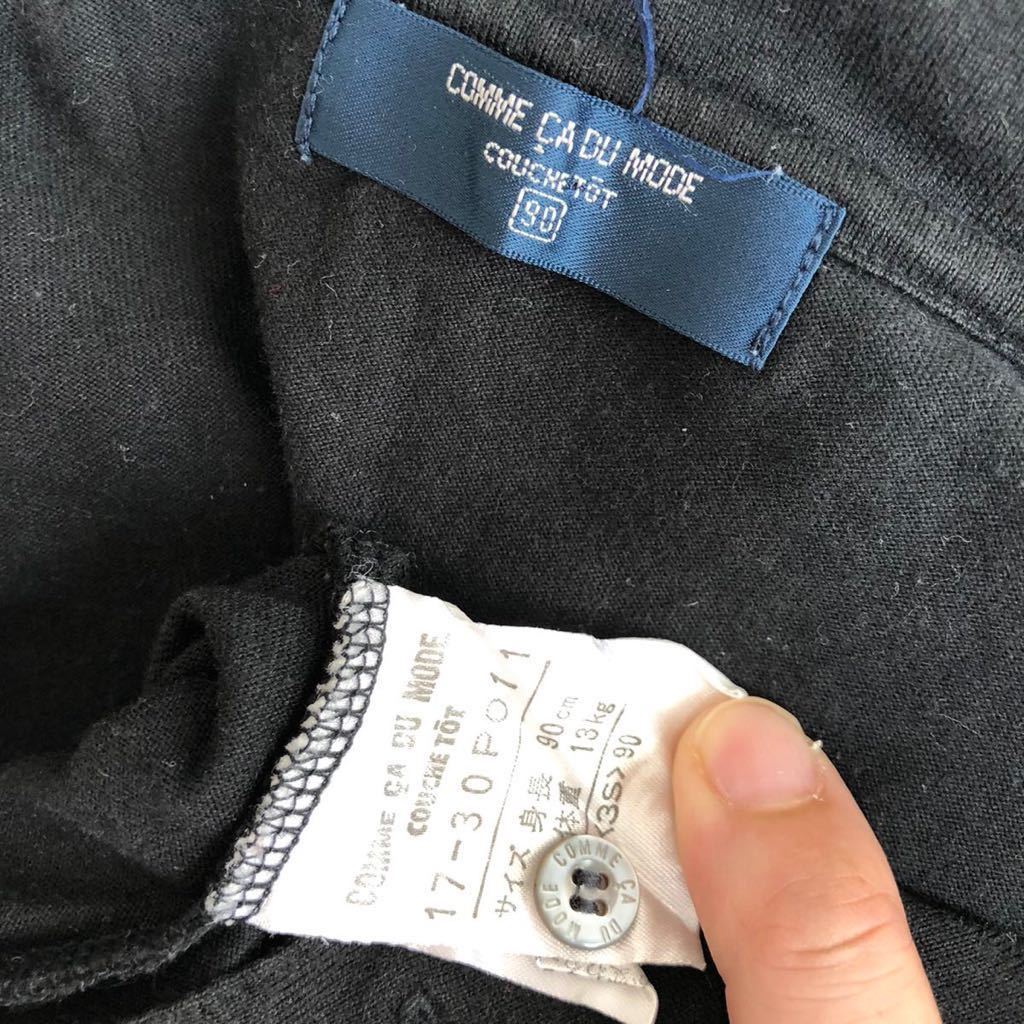 COMME ÇA DU MODE
COUCHETÔT
90
COMME ÇA DU MODE
COUCHE TÔT
17-30PO11
サイズ 身長 90cm
体重 13kg
<3S> 90
COMME ÇA DU MODE